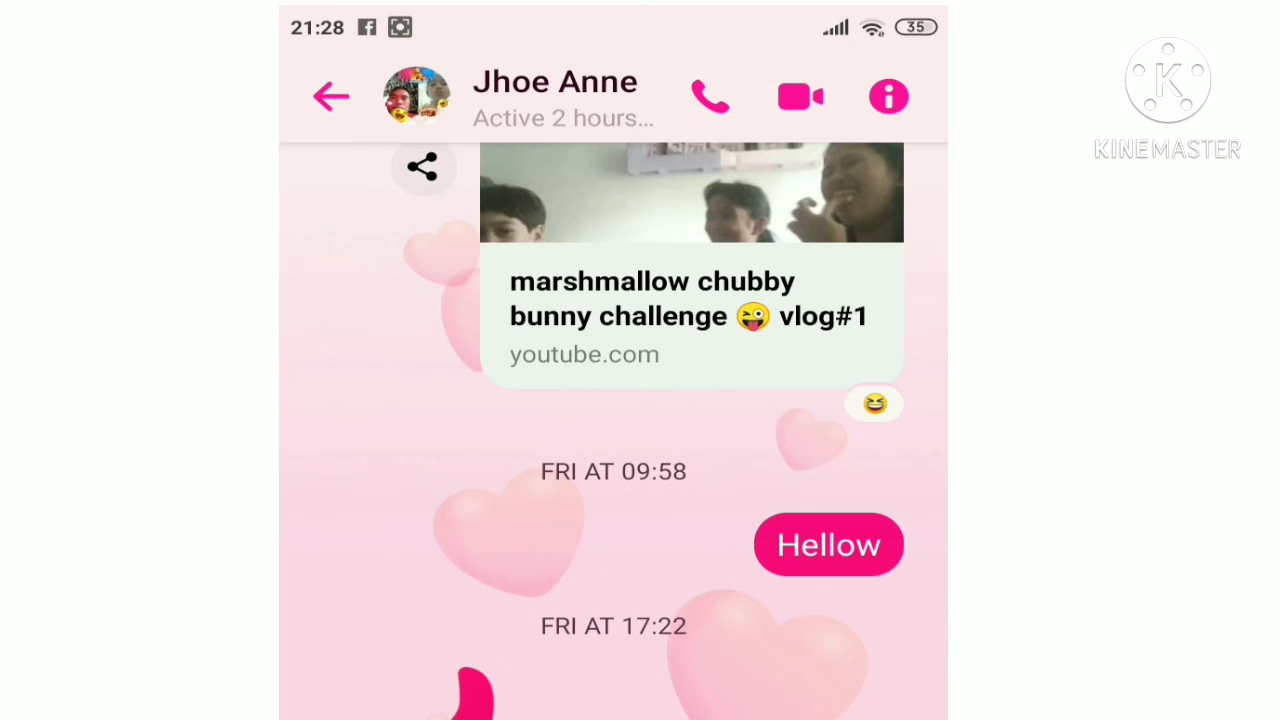 21:28
35
Jhoe Anne
Active 2 hours...
marshmallow chubby
bunny challenge 😜 vlog#1
youtube.com
FRI AT 09:58
Hellow
FRI AT 17:22
K
KINEMASTER